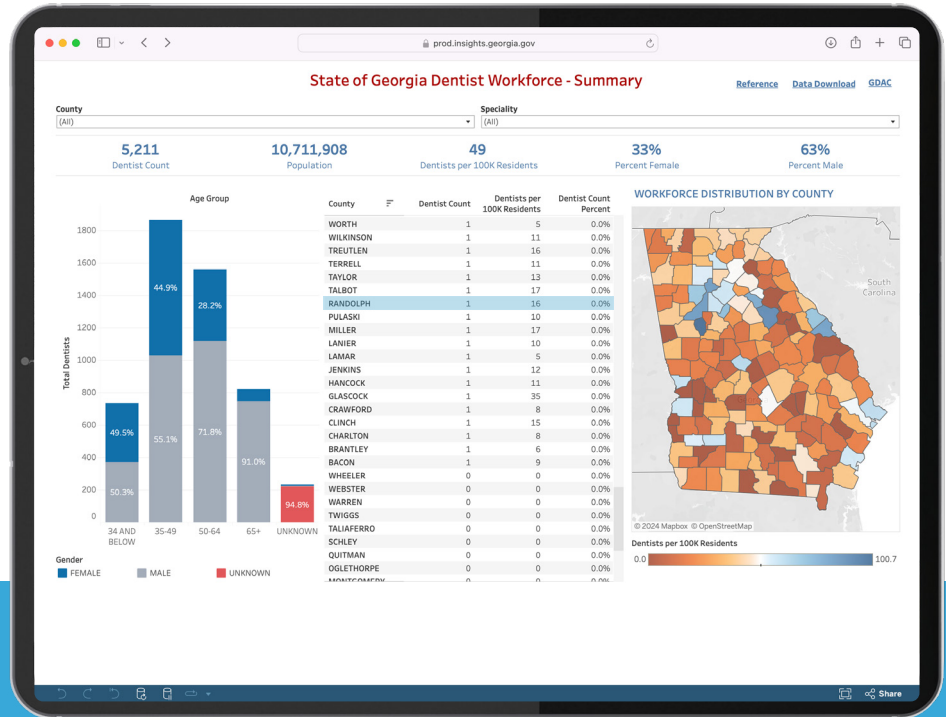 prod.insights.georgia.gov
State of Georgia Dentist Workforce - Summary
Reference Data Download GDAC
County Speciality
(All) (All)
5,211 10,711,908 49 33% 63%
Dentist Count Population Dentists per 100K Residents Percent Female Percent Male
Age Group
Total Dentists
1800
1600
1400
1200
1000
800
600
400
200
0
49.5%
50.3%
44.9%
55.1%
28.2%
71.8%
91.0%
94.8%
34 AND BELOW 35-49 50-64 65+ UNKNOWN
Gender
FEMALE MALE UNKNOWN
County Dentist Count Dentists per 100K Residents Dentist Count Percent
WORTH 1 5 0.0%
WILKINSON 1 11 0.0%
TREUTLEN 1 16 0.0%
TERRELL 1 11 0.0%
TAYLOR 1 13 0.0%
TALBOT 1 17 0.0%
RANDOLPH 1 16 0.0%
PULASKI 1 10 0.0%
MILLER 1 17 0.0%
LANIER 1 10 0.0%
LAMAR 1 5 0.0%
JENKINS 1 12 0.0%
HANCOCK 1 11 0.0%
GLASCOCK 1 35 0.0%
CRAWFORD 1 8 0.0%
CLINCH 1 15 0.0%
CHARLTON 1 8 0.0%
BRANTLEY 1 6 0.0%
BACON 1 9 0.0%
WHEELER 0 0 0.0%
WEBSTER 0 0 0.0%
WARREN 0 0 0.0%
TWIGGS 0 0 0.0%
TALIAFERRO 0 0 0.0%
SCHLEY 0 0 0.0%
QUITMAN 0 0 0.0%
OGLETHORPE 0 0 0.0%
MONTGOMERY 0 0 0.0%
WORKFORCE DISTRIBUTION BY COUNTY
South Carolina
© 2024 Mapbox © OpenStreetMap
Dentists per 100K Residents
0.0 100.7
Share